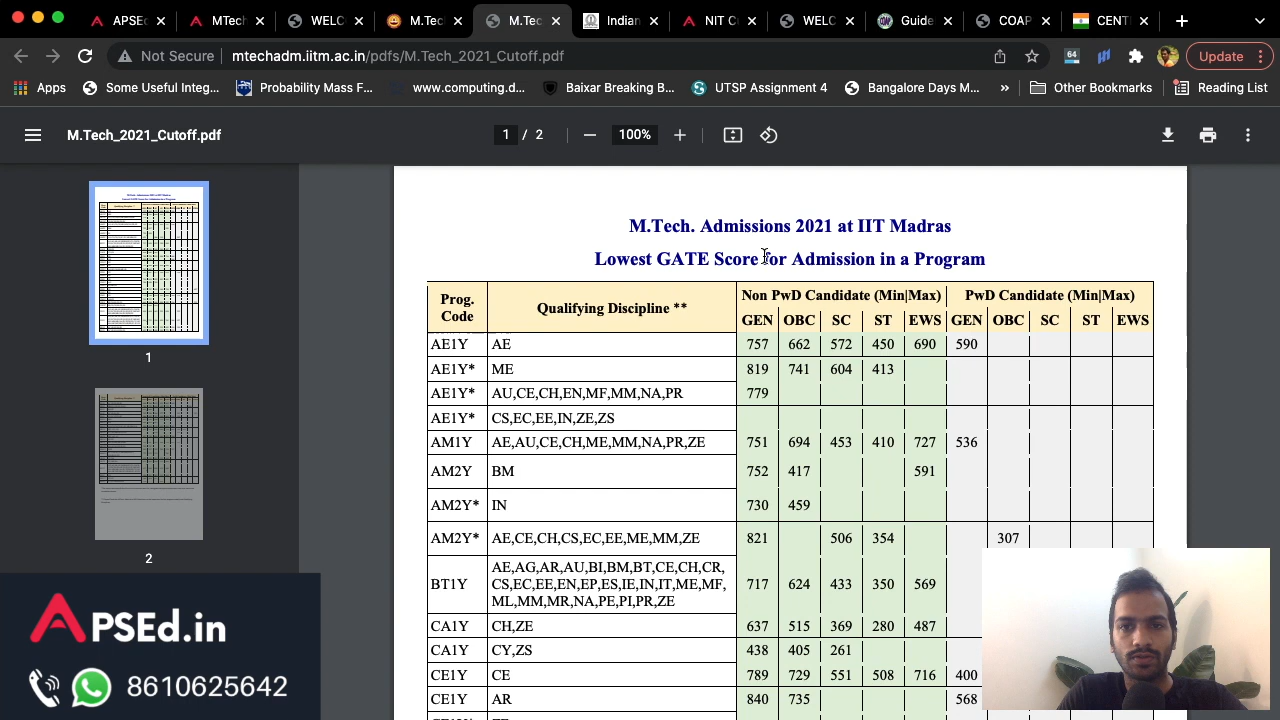 APSE
MTech
WELC
M.Tec
M.Tec
Indian
NIT C
WELC
Guide
COAP
CENT
Not Secure mtechadm.iitm.ac.in/pdfs/M.Tech_2021_Cutoff.pdf
64
Update
Apps Some Useful Integ... Probability Mass F... www.computing.d... Baixar Breaking B... UTSP Assignment 4 Bangalore Days M... » Other Bookmarks Reading List
M.Tech_2021_Cutoff.pdf 1 / 2 100%
1
2
M.Tech. Admissions 2021 at IIT Madras
Lowest GATE Score for Admission in a Program
Prog. Code Qualifying Discipline ** Non PwD Candidate (Min|Max) PwD Candidate (Min|Max)
GEN OBC SC ST EWS GEN OBC SC ST EWS
AE1Y AE 757 662 572 450 690 590
AE1Y* ME 819 741 604 413
AE1Y* AU,CE,CH,EN,MF,MM,NA,PR 779
AE1Y* CS,EC,EE,IN,ZE,ZS
AM1Y AE,AU,CE,CH,ME,MM,NA,PR,ZE 751 694 453 410 727 536
AM2Y BM 752 417 591
AM2Y* IN 730 459
AM2Y* AE,CE,CH,CS,EC,EE,ME,MM,ZE 821 506 354 307
AE,AG,AR,AU,BI,BM,BT,CE,CH,CR,
BT1Y CS,EC,EE,EN,EP,ES,IE,IN,IT,ME,MF, 717 624 433 350 569
ML,MM,MR,NA,PE,PI,PR,ZE
CA1Y CH,ZE 637 515 369 280 487
CA1Y CY,ZS 438 405 261
CE1Y CE 789 729 551 508 716 400
CE1Y AR 840 735 568
APSEd.in
8610625642